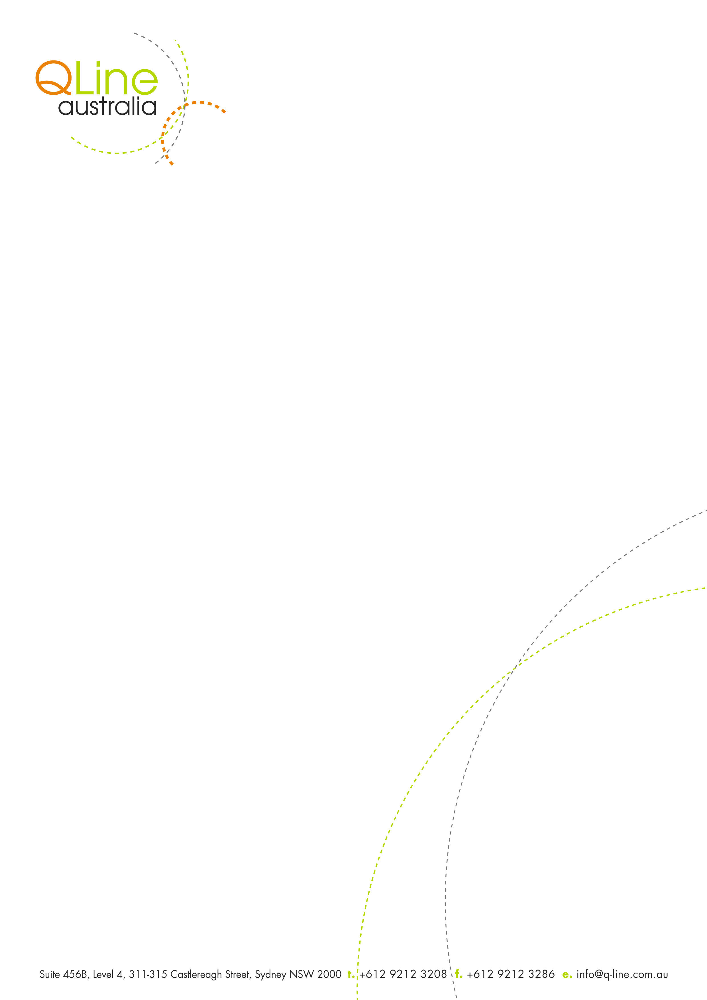 QLine
australia
Suite 456B, Level 4, 311-315 Castlereagh Street, Sydney NSW 2000 t. +612 9212 3208 f. +612 9212 3286 e. info@q-line.com.au